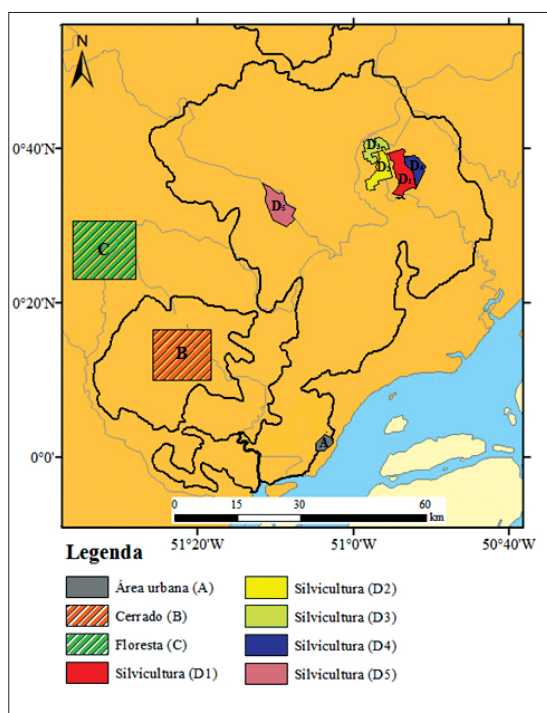 N
0°40'N
0°20'N
0°0'
D3
D2
D1
D4
D5
C
B
A
0 15 30 60
km
51°20'W 51°0'W 50°40'W
Legenda
Área urbana (A)
Cerrado (B)
Floresta (C)
Silvicultura (D1)
Silvicultura (D2)
Silvicultura (D3)
Silvicultura (D4)
Silvicultura (D5)